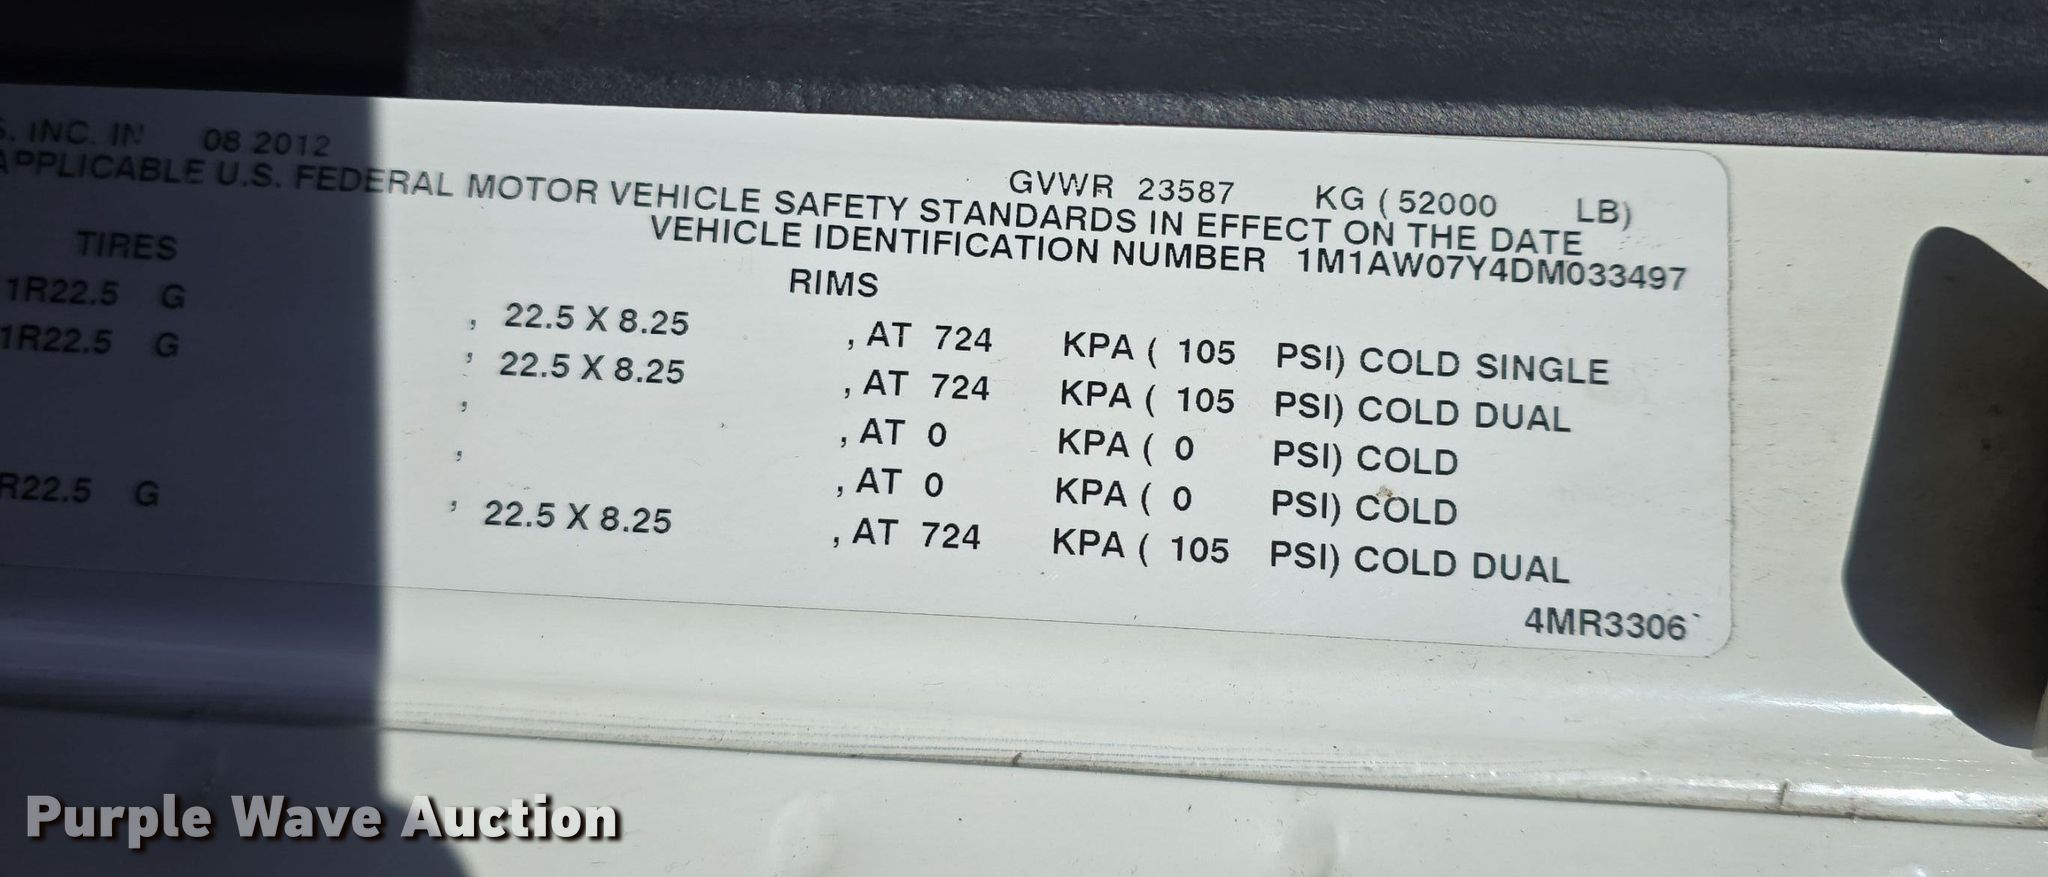 S. INC. IN 08 2012 GVWR 23587 KG ( 52000 LB)
APPLICABLE U.S. FEDERAL MOTOR VEHICLE SAFETY STANDARDS IN EFFECT ON THE DATE
VEHICLE IDENTIFICATION NUMBER 1M1AW07Y4DM033497
TIRES RIMS
1R22.5 G , 22.5 X 8.25 , AT 724 KPA ( 105 PSI) COLD SINGLE
1R22.5 G , 22.5 X 8.25 , AT 724 KPA ( 105 PSI) COLD DUAL
, , AT 0 KPA ( 0 PSI) COLD
, , AT 0 KPA ( 0 PSI) COLD
R22.5 G , 22.5 X 8.25 , AT 724 KPA ( 105 PSI) COLD DUAL
4MR3306
Purple Wave Auction